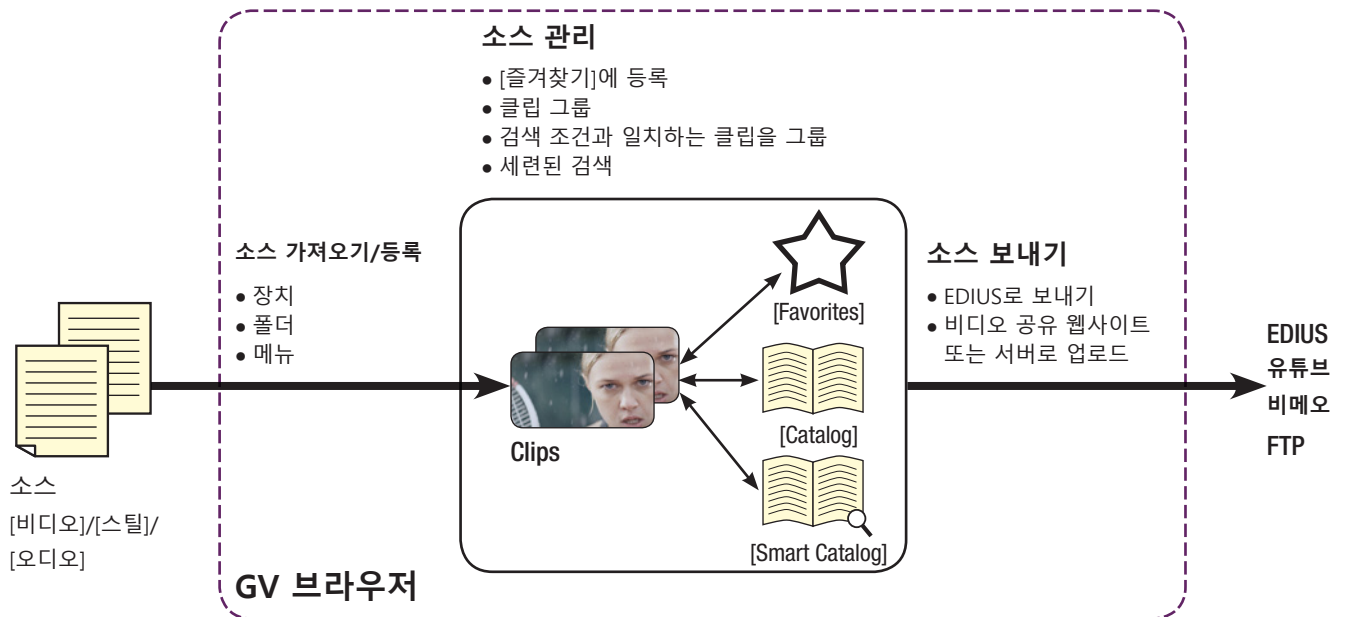 소스 관리
● [즐겨찾기]에 등록
● 클립 그룹
● 검색 조건과 일치하는 클립을 그룹
● 세련된 검색
소스 가져오기/등록
● 장치
● 폴더
● 메뉴
[Favorites]
[Catalog]
[Smart Catalog]
Clips
소스 보내기
● EDIUS로 보내기
● 비디오 공유 웹사이트
또는 서버로 업로드
EDIUS
유튜브
비메오
FTP
소스
[비디오]/[스틸]/
[오디오]
GV 브라우저